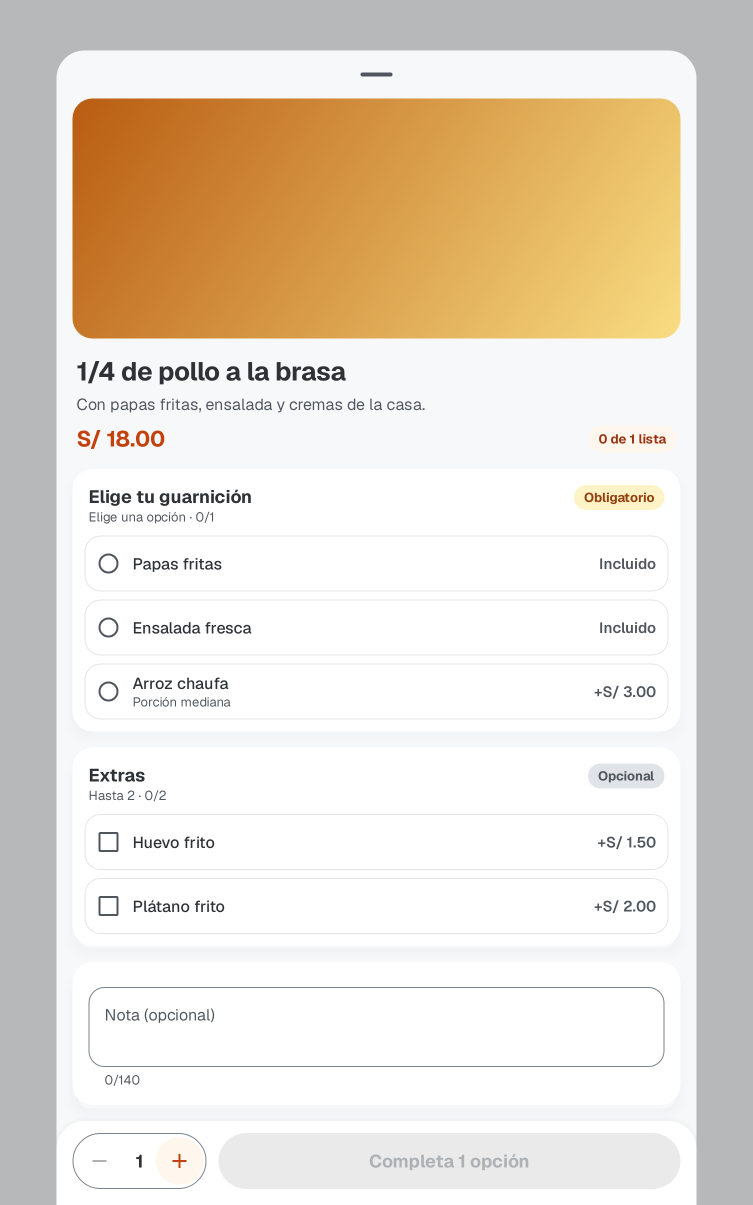 1/4 de pollo a la brasa
Con papas fritas, ensalada y cremas de la casa.
S/ 18.00
0 de 1 lista
Elige tu guarnición
Obligatorio
Elige una opción · 0/1
Papas fritas
Incluido
Ensalada fresca
Incluido
Arroz chaufa
Porción mediana
+S/ 3.00
Extras
Opcional
Hasta 2 · 0/2
Huevo frito
+S/ 1.50
Plátano frito
+S/ 2.00
Nota (opcional)
0/140
1
Completa 1 opción